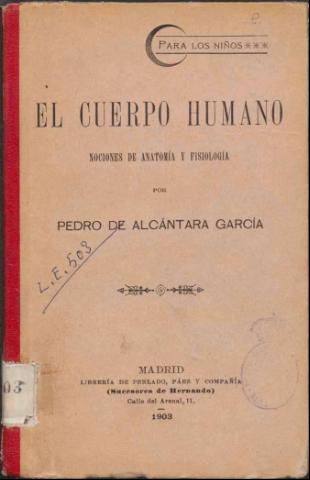 PARA LOS NIÑOS ***
EL CUERPO HUMANO
NOCIONES DE ANATOMÍA Y FISIOLOGÍA
POR
PEDRO DE ALCÁNTARA GARCÍA
L.E. 503
MADRID
LIBRERÍA DE PERLADO, PÁEZ Y COMPAÑÍA
(Sucesores de Hernando)
Calle del Arenal, 11.
1903
03